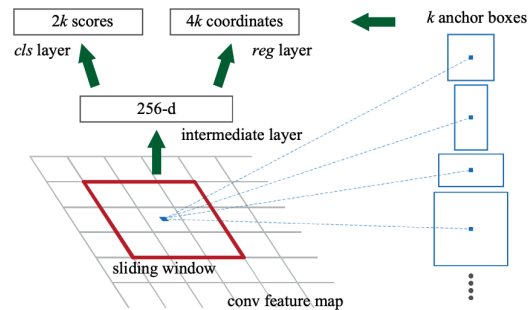 2k scores
4k coordinates
k anchor boxes
cls layer
reg layer
256-d
intermediate layer
sliding window
conv feature map